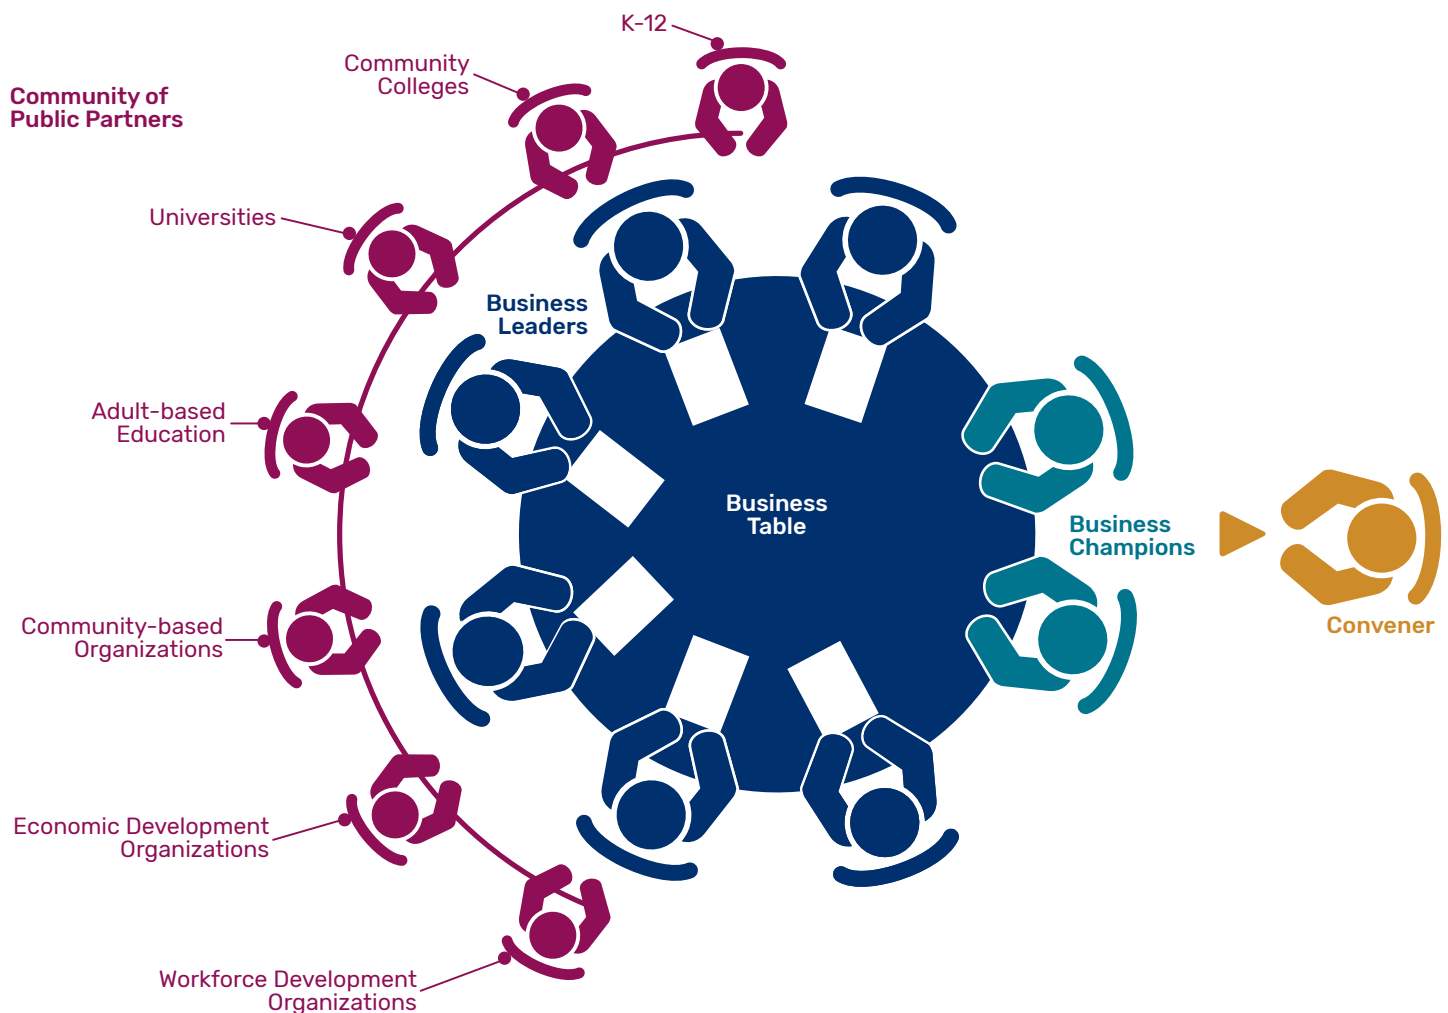 K-12
Community
Colleges
Community of
Public Partners
Universities
Business
Leaders
Adult-based
Education
Business
Table
Business
Champions
Convener
Community-based
Organizations
Economic Development
Organizations
Workforce Development
Organizations